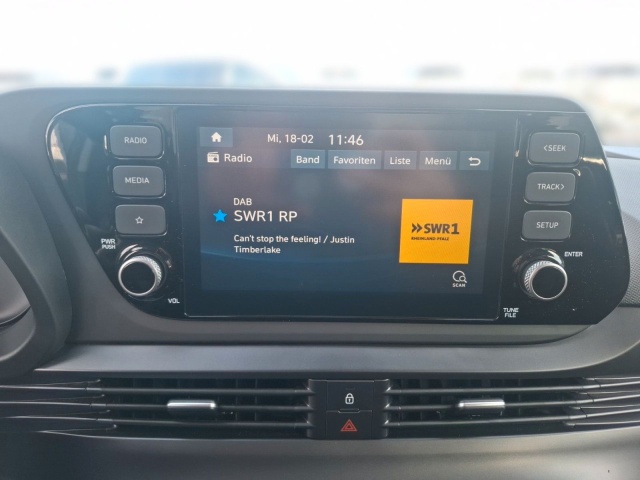 Mi, 18-02 11:46
RADIO
Radio Band Favoriten Liste Menü
<SEEK
MEDIA
TRACK>
DAB
SWR1 RP
SETUP
>>SWR1
RHEINLAND-PFALZ
Can't stop the feeling! / Justin
Timberlake
PWR
PUSH
ENTER
SCAN
VOL
TUNE
FILE